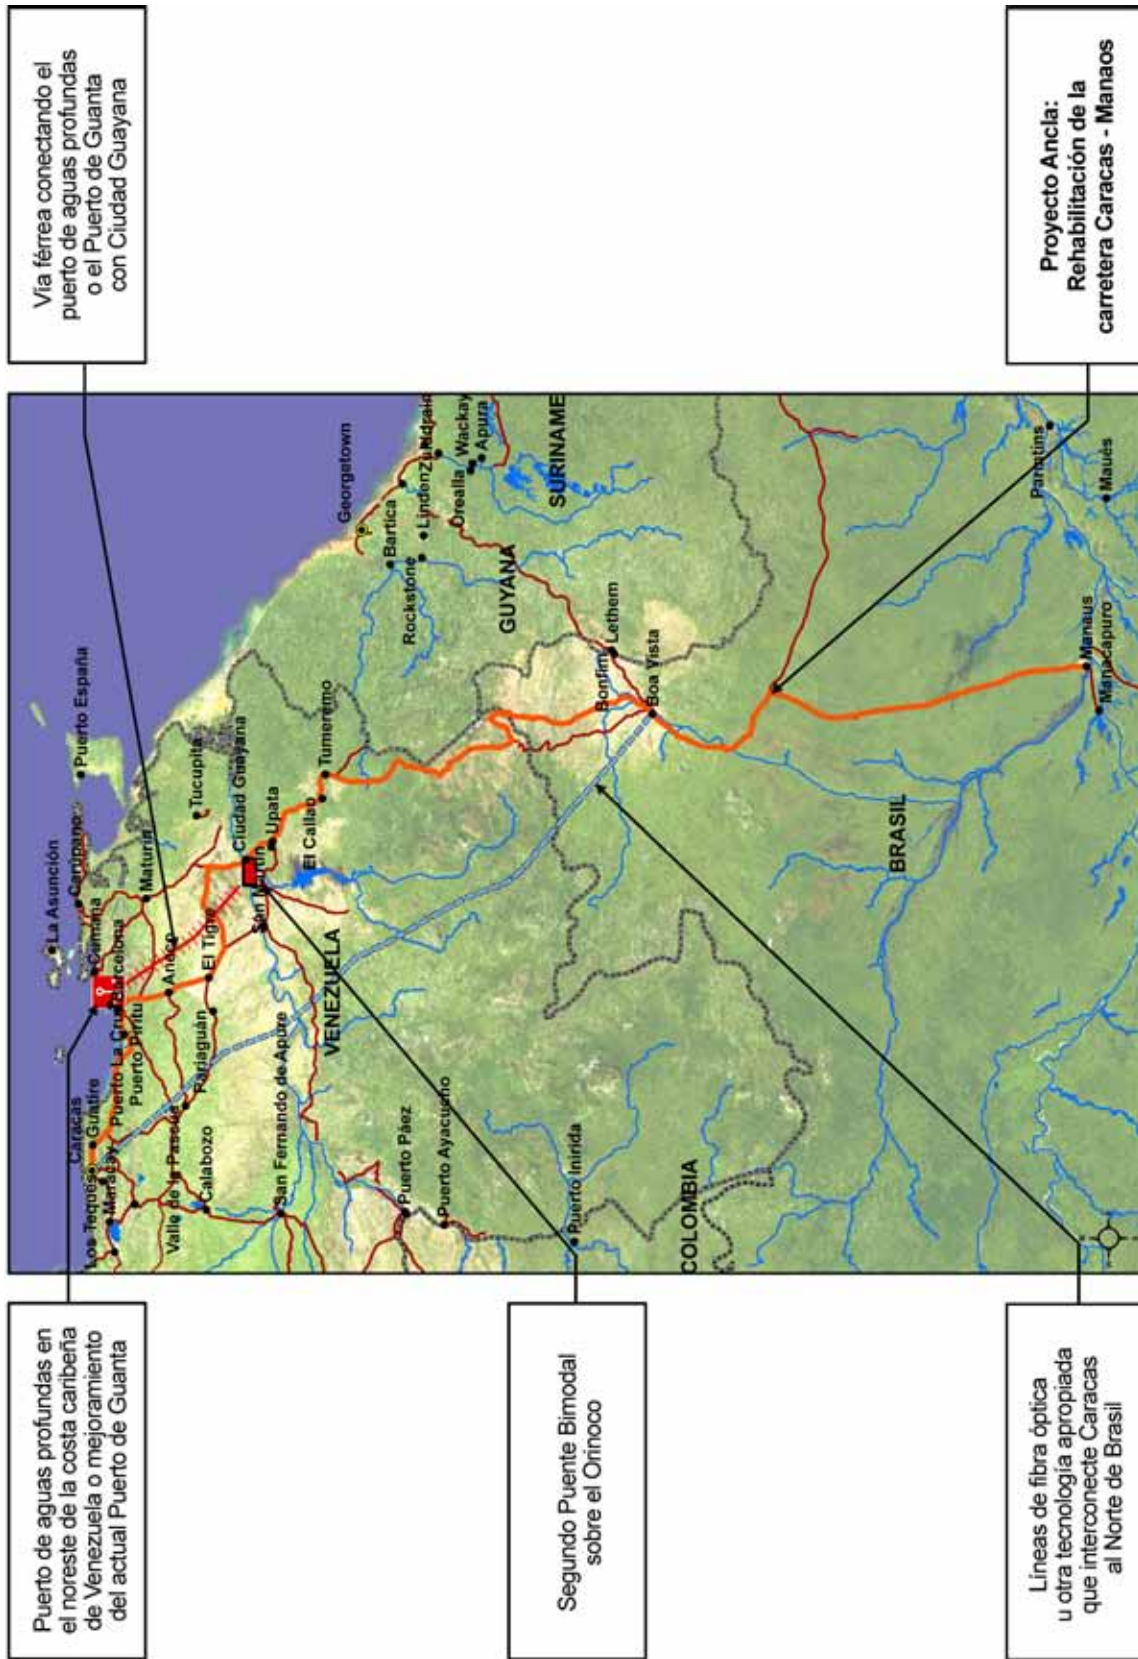 Puerto de aguas profundas en
el noreste de la costa caribeña
de Venezuela o mejoramiento
del actual Puerto de Guanta
Vía férrea conectando el
puerto de aguas profundas
o el Puerto de Guanta
con Ciudad Guayana
Segundo Puente Bimodal
sobre el Orinoco
Líneas de fibra óptica
u otra tecnología apropiada
que interconecte Caracas
al Norte de Brasil
Proyecto Ancla:
Rehabilitación de la
carretera Caracas - Manaos
La Asunción
Puerto España
Carúpano
Cumaná
Barcelona
Puerto La Cruz
Puerto Píritu
Guatire
Caracas
Los Teques
Maracay
Maturín
Tucupita
Anaco
El Tigre
Pariaguán
Valle de la Pascua
Calabozo
Ciudad Guayana
San Martín
Upata
El Callao
Tumeremo
San Fernando de Apure
VENEZUELA
Georgetown
Bartica
Linden
Rockstone
Orealla
Wackay
Apura
GUYANA
SURINAME
Puerto Páez
Puerto Ayacucho
Puerto Inirida
COLOMBIA
Lethem
Bonfim
Boa Vista
BRASIL
Parintins
Maués
Manaus
Manacapuro